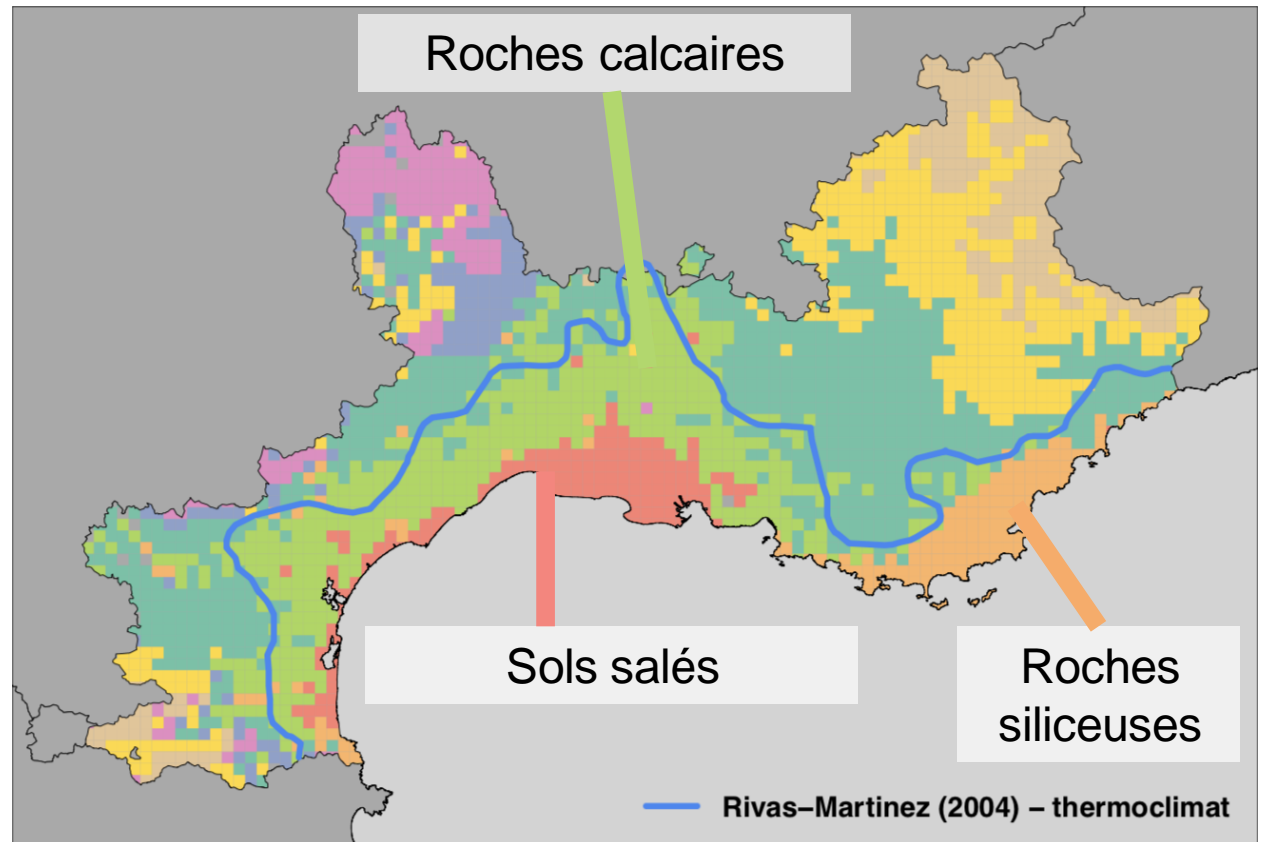 Roches calcaires
Sols salés
Roches
siliceuses
Rivas–Martinez (2004) – thermoclimat